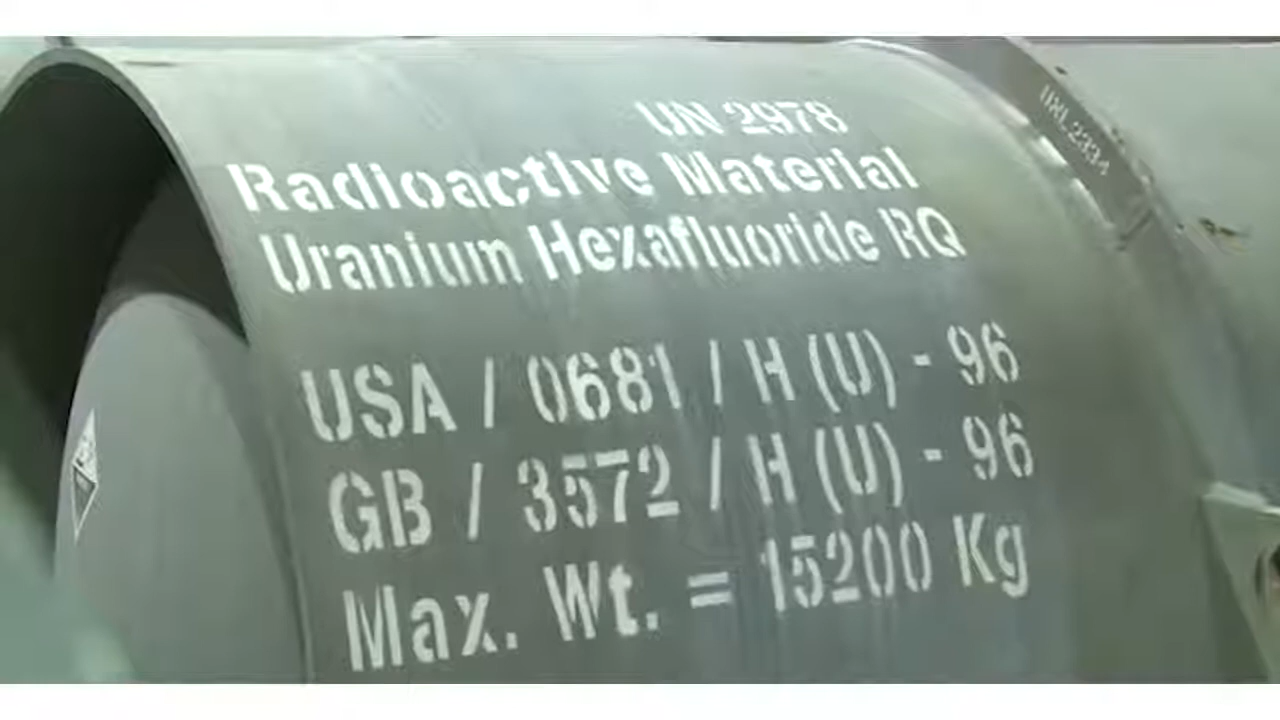 UN 2978
Radioactive Material
Uranium Hexafluoride RQ
USA / 0681 / H (U) - 96
GB / 3572 / H (U) - 96
Max. Wt. = 15200 Kg